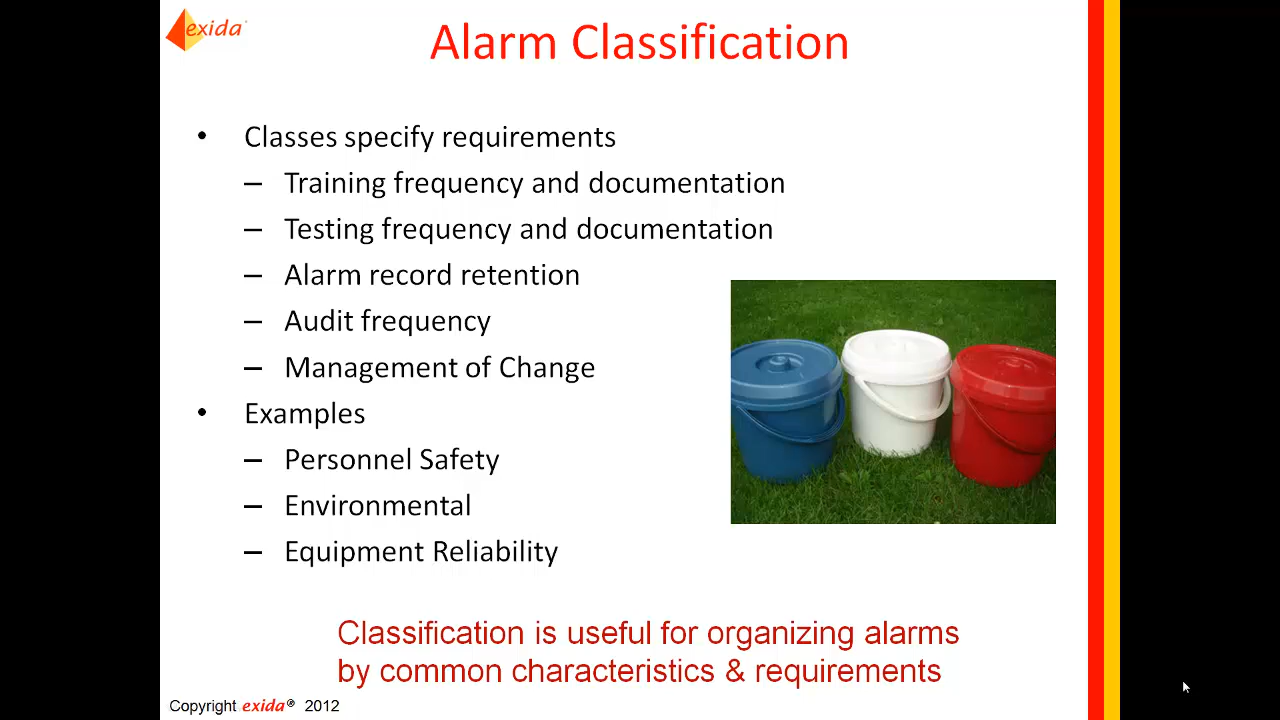 exida
Alarm Classification
• Classes specify requirements
– Training frequency and documentation
– Testing frequency and documentation
– Alarm record retention
– Audit frequency
– Management of Change
• Examples
– Personnel Safety
– Environmental
– Equipment Reliability
Classification is useful for organizing alarms
by common characteristics & requirements
Copyright exida® 2012